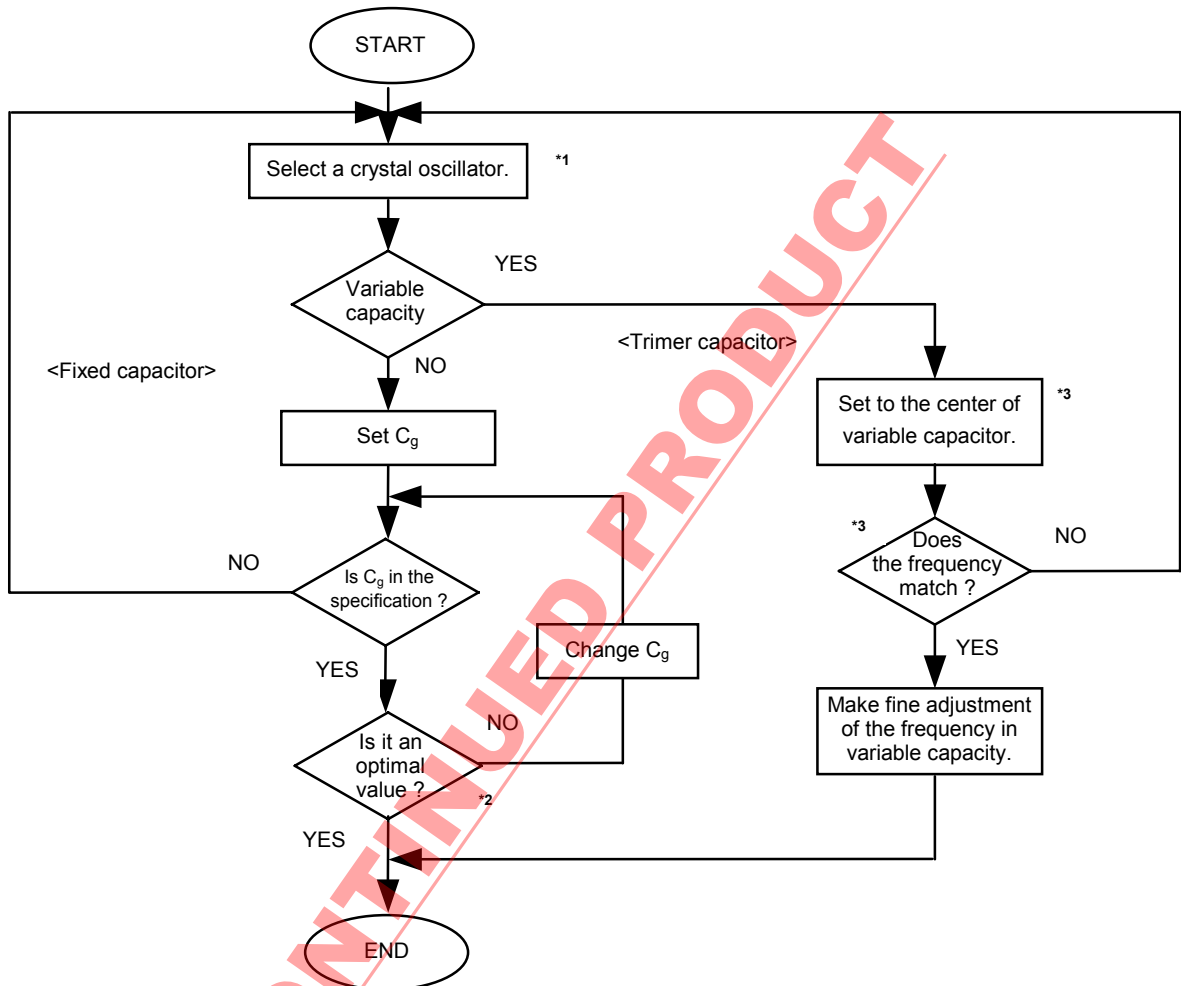 START
Select a crystal oscillator.
*1
Variable
capacity
YES
<Trimer capacitor>
NO
<Fixed capacitor>
Set Cg
Set to the center of
variable capacitor.
*3
Is Cg in the
specification ?
NO
YES
*3
Does
the frequency
match ?
NO
YES
Change Cg
Is it an
optimal
value ?
NO
*2
YES
Make fine adjustment
of the frequency in
variable capacity.
END
ONTINUED PRODUCT